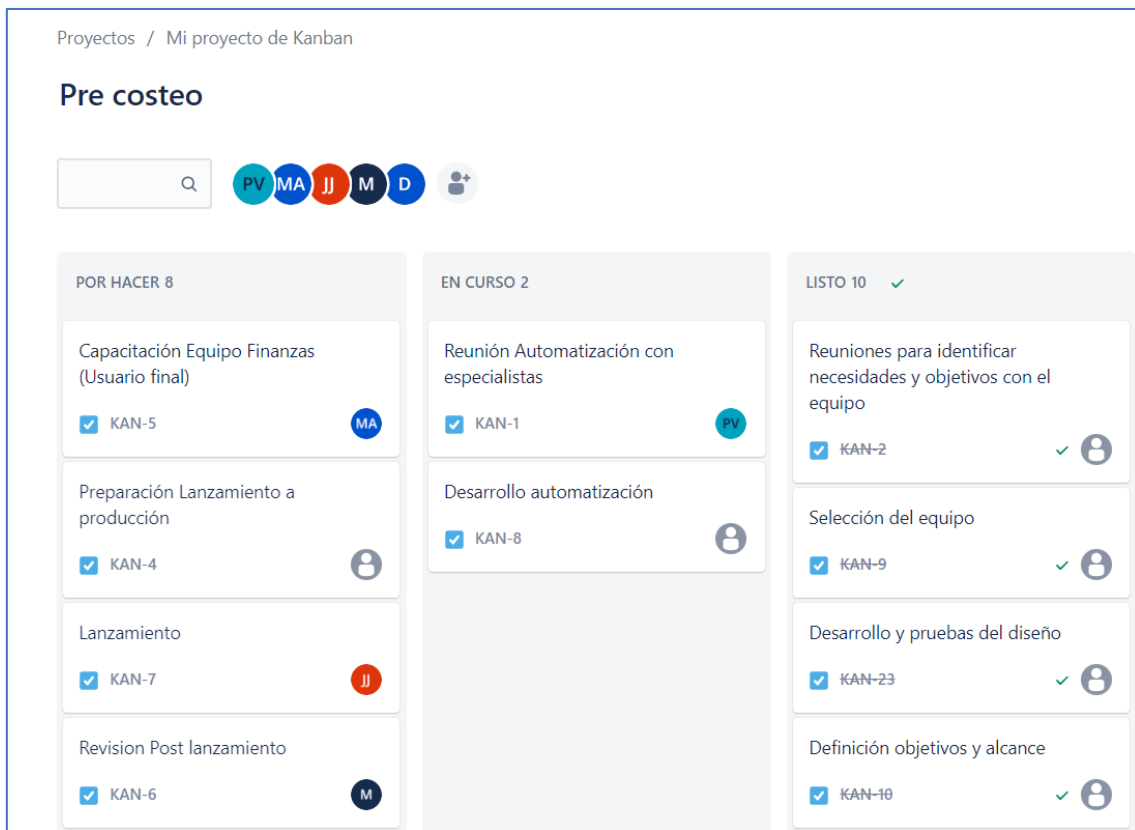 Proyectos / Mi proyecto de Kanban
Pre costeo
PV MA JJ M D
POR HACER 8
Capacitación Equipo Finanzas
(Usuario final)
KAN-5 MA
Preparación Lanzamiento a
producción
KAN-4
Lanzamiento
KAN-7 JJ
Revision Post lanzamiento
KAN-6 M
EN CURSO 2
Reunión Automatización con
especialistas
KAN-1 PV
Desarrollo automatización
KAN-8
LISTO 10
Reuniones para identificar
necesidades y objetivos con el
equipo
KAN-2
Selección del equipo
KAN-9
Desarrollo y pruebas del diseño
KAN-23
Definición objetivos y alcance
KAN-10